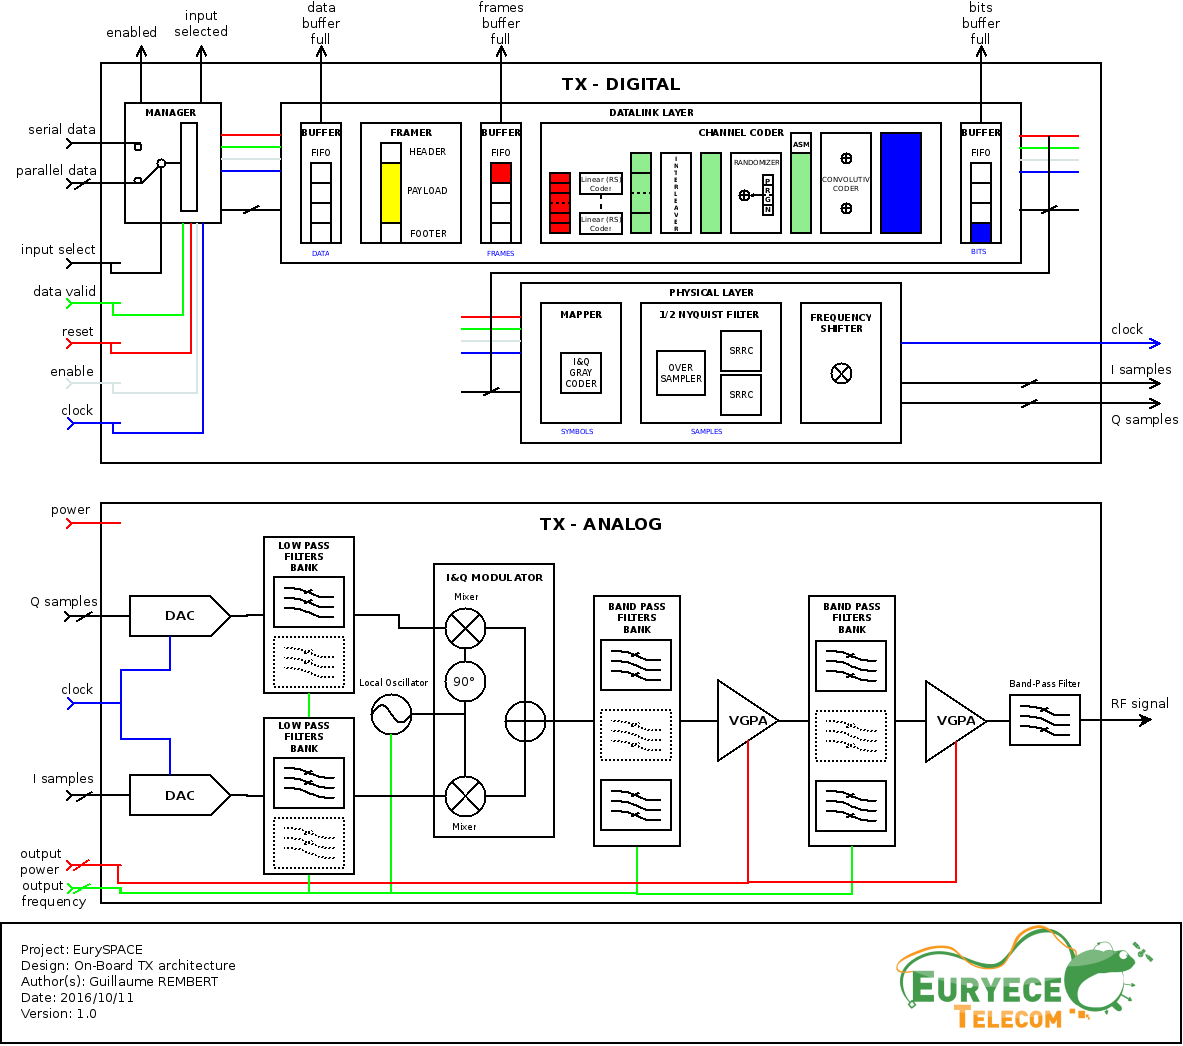 enabled
input
selected
data
buffer
full
frames
buffer
full
bits
buffer
full
TX - DIGITAL
serial data
parallel data
input select
data valid
reset
enable
clock
MANAGER
DATALINK LAYER
BUFFER
FIFO
DATA
FRAMER
HEADER
PAYLOAD
FOOTER
BUFFER
FIFO
FRAMES
CHANNEL CODER
Linear (RS)
Coder
Linear (RS)
Coder
INTERLEAVER
RANDOMIZER
PRGN
ASM
CONVOLUTIV
CODER
BUFFER
FIFO
BITS
PHYSICAL LAYER
MAPPER
I&Q
GRAY
CODER
SYMBOLS
1/2 NYQUIST FILTER
OVER
SAMPLER
SRRC
SRRC
SAMPLES
FREQUENCY
SHIFTER
clock
I samples
Q samples
TX - ANALOG
power
Q samples
clock
I samples
output
power
output
frequency
DAC
DAC
LOW PASS
FILTERS
BANK
LOW PASS
FILTERS
BANK
Local Oscillator
I&Q MODULATOR
Mixer
90°
Mixer
BAND PASS
FILTERS
BANK
VGPA
BAND PASS
FILTERS
BANK
VGPA
Band-Pass Filter
RF signal
Project: EurySPACE
Design: On-Board TX architecture
Author(s): Guillaume REMBERT
Date: 2016/10/11
Version: 1.0
EURYECE
TELECOM